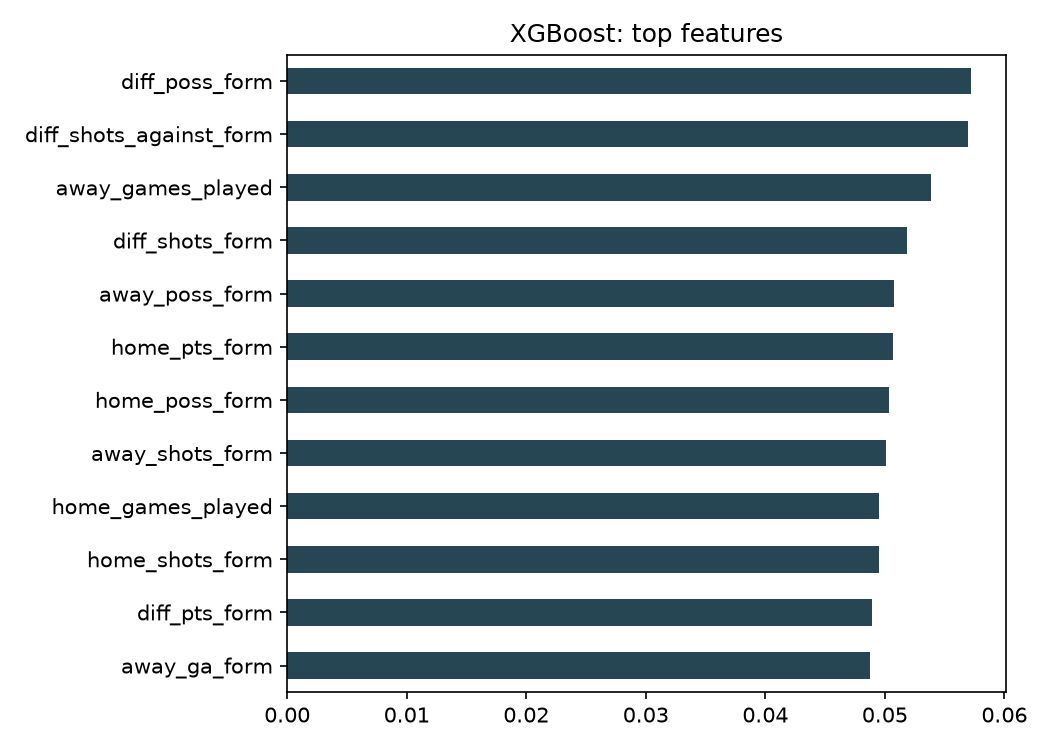 XGBoost: top features
diff_poss_form
diff_shots_against_form
away_games_played
diff_shots_form
away_poss_form
home_pts_form
home_poss_form
away_shots_form
home_games_played
home_shots_form
diff_pts_form
away_ga_form
0.00 0.01 0.02 0.03 0.04 0.05 0.06